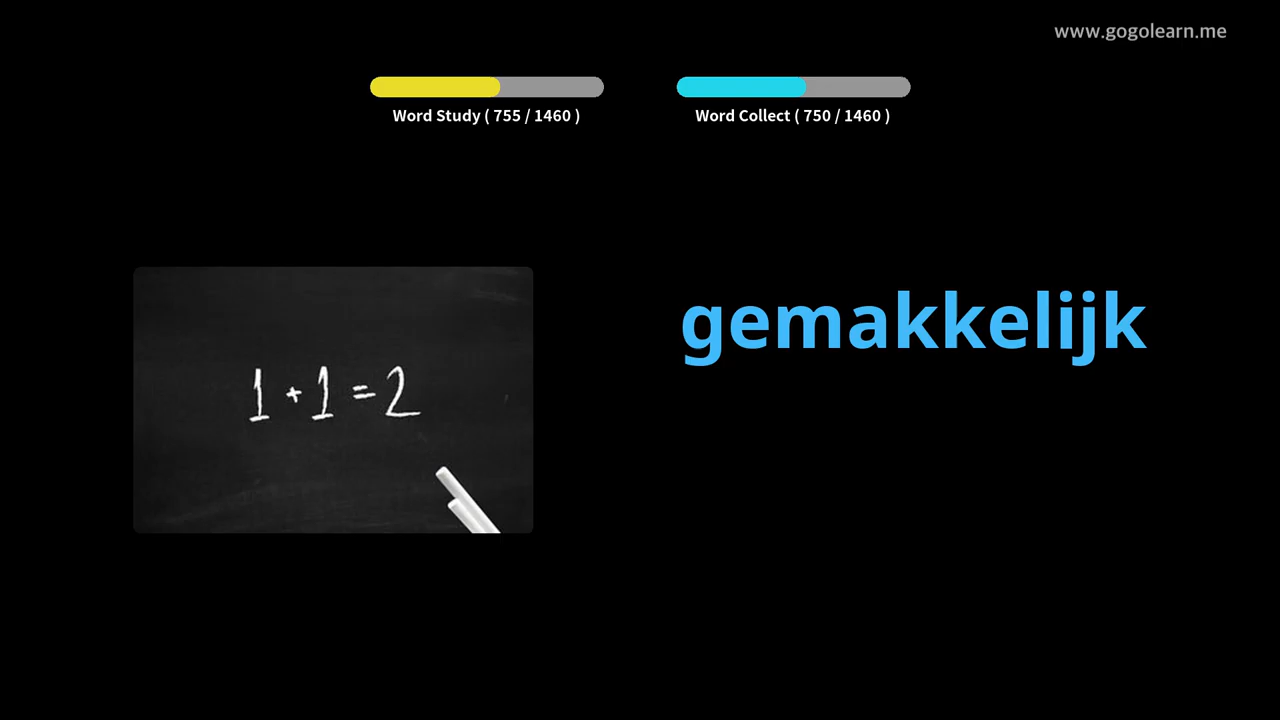 www.gogolearn.me
Word Study ( 755 / 1460 )
Word Collect ( 750 / 1460 )
gemakkelijk
1 + 1 = 2